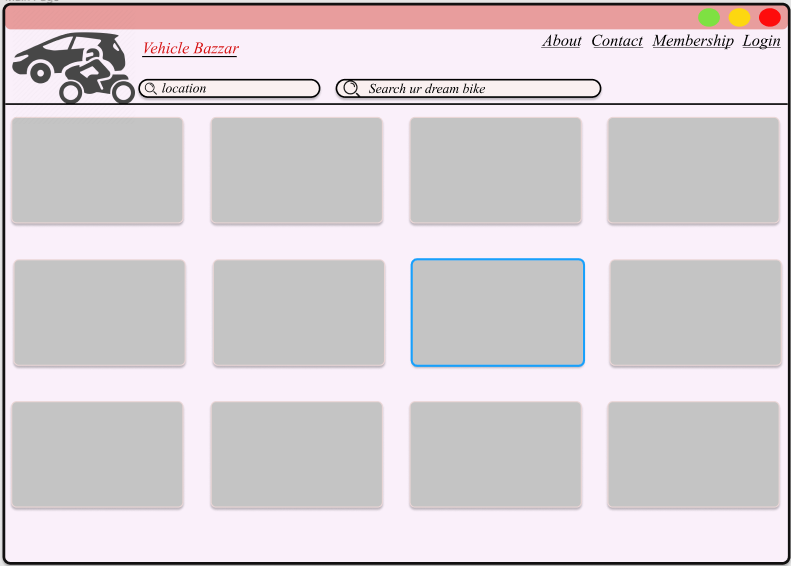 Vehicle Bazzar
About Contact Membership Login
location
Search ur dream bike